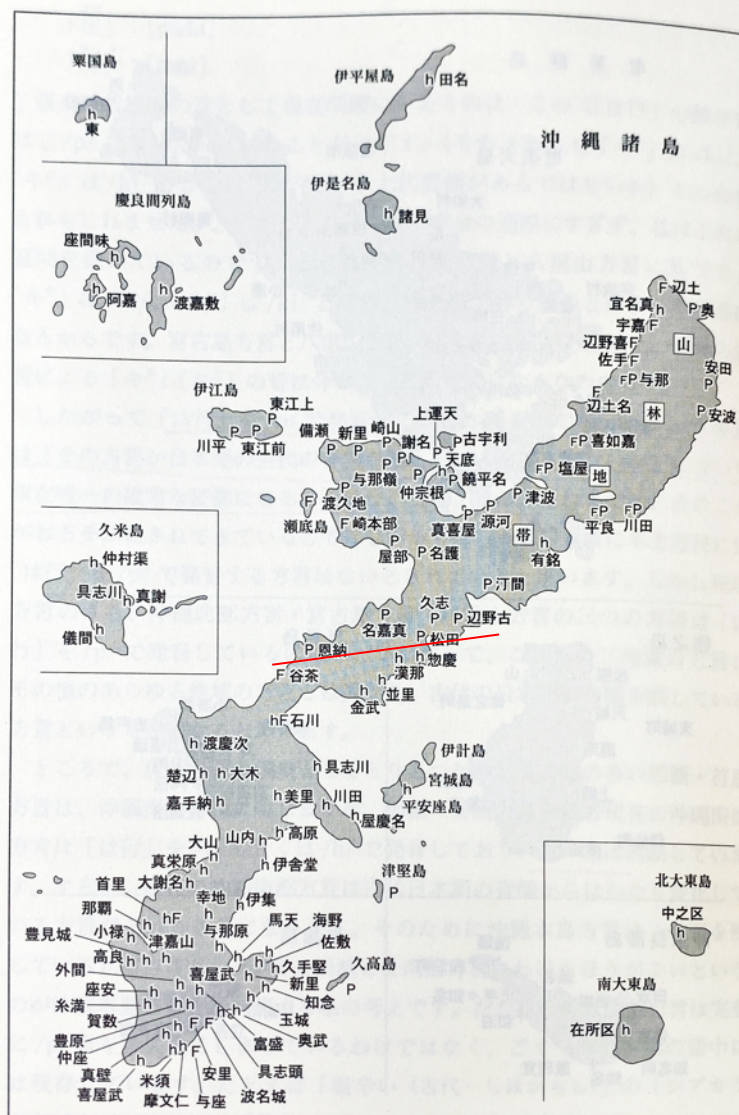 粟国島
h
東
伊平屋島
h 田名
沖縄諸島
伊是名島
h
諸見
慶良間列島
座間味
h
h
h
阿嘉
渡嘉敷
F 辺土
宜名真 h
P 奥
宇嘉 F
辺野喜 F
山
佐手 F
FP 与那
安田
P
F
辺土名
林
P 安波
FP 喜如嘉
FP 塩屋
地
P 津波
FP
FP
平良
川田
伊江島
東江上
P
P P
川平
東江前
備瀬
新里
崎山
謝名
上運天
P 古宇利
天底
P 饒平名
与那嶺
仲宗根
渡久地
F
瀬底島
F 崎本部
真喜屋
源河
帯
h
有銘
P
屋部
P 名護
P 汀間
久志
P
P 辺野古
名嘉真
P
P 松田
P 恩納
h h 惣慶
漢那
F 谷茶
h h
金武
並里
久米島
仲村渠
h
具志川 h
真謝
h
儀間
hF 石川
h 渡慶次
楚辺 h
h 大木
嘉手納 h
h 具志川
h 美里
h 川田
h
屋慶名
伊計島
h
h 宮城島
h
平安座島
h 高原
山内
大山
真栄原
大謝名
h 伊舎堂
首里
那覇
hF
幸地
h 伊集
津堅島
P
豊見城
小禄
津嘉山
与那原
馬天
海野
佐敷
外間
高良
喜屋武
久手堅
久高島
P
座安
新里
糸満
知念
賀数
玉城
豊原
奥武
仲座
富盛
真壁
安里
具志頭
喜屋武
米須
波名城
摩文仁
与座
F F
F
北大東島
中之区
h
南大東島
在所区 h